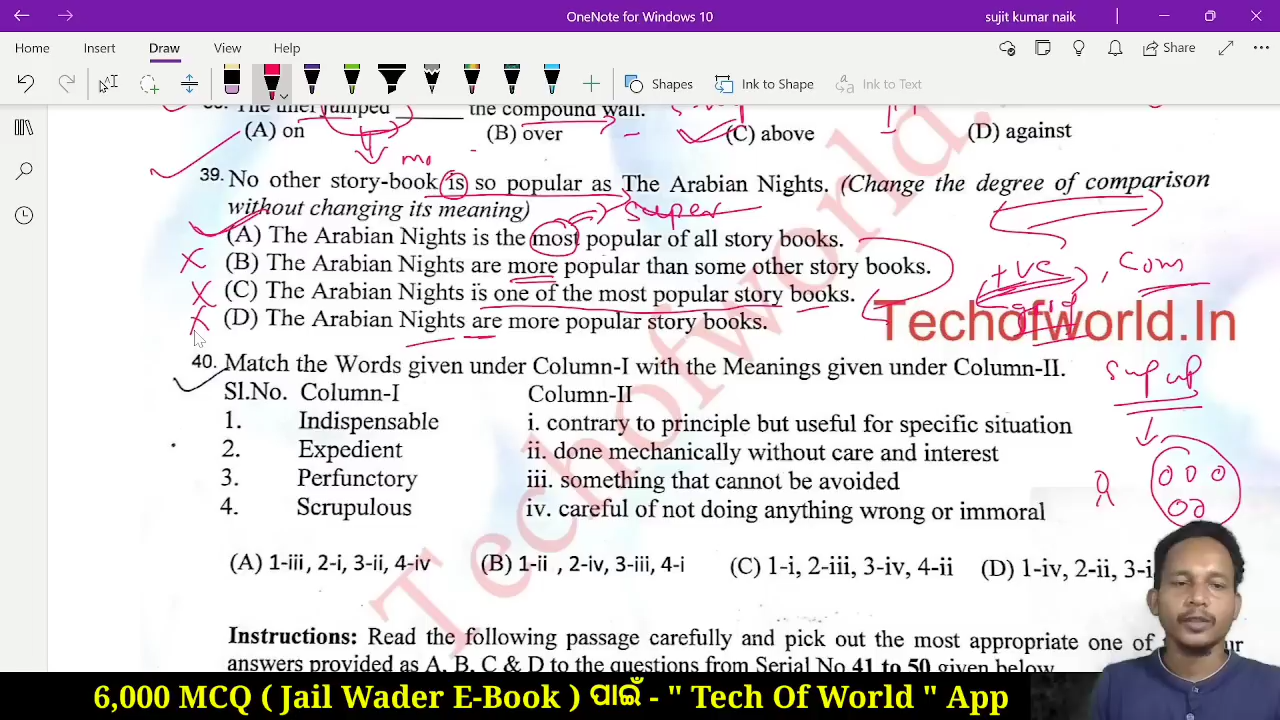 OneNote for Windows 10
sujit kumar naik
Home Insert Draw View Help
Share
Shapes Ink to Shape Ink to Text
the compound wall.
(A) on (B) over (C) above (D) against
mo
39. No other story-book is so popular as The Arabian Nights. (Change the degree of comparison
without changing its meaning) super
(A) The Arabian Nights is the most popular of all story books.
(B) The Arabian Nights are more popular than some other story books.
+ve, Com
(C) The Arabian Nights is one of the most popular story books.
(D) The Arabian Nights are more popular story books.
Techofworld.In
40. Match the Words given under Column-I with the Meanings given under Column-II.
Sl.No. Column-I Column-II
1. Indispensable i. contrary to principle but useful for specific situation
2. Expedient ii. done mechanically without care and interest
3. Perfunctory iii. something that cannot be avoided
4. Scrupulous iv. careful of not doing anything wrong or immoral
(A) 1-iii, 2-i, 3-ii, 4-iv (B) 1-ii , 2-iv, 3-iii, 4-i (C) 1-i, 2-iii, 3-iv, 4-ii (D) 1-iv, 2-ii, 3-i,
Instructions: Read the following passage carefully and pick out the most appropriate one of
answers provided as A, B, C & D to the questions from Serial No 41 to 50 given below
Techofworld.
6,000 MCQ ( Jail Wader E-Book ) ପାଇଁ - " Tech Of World " App